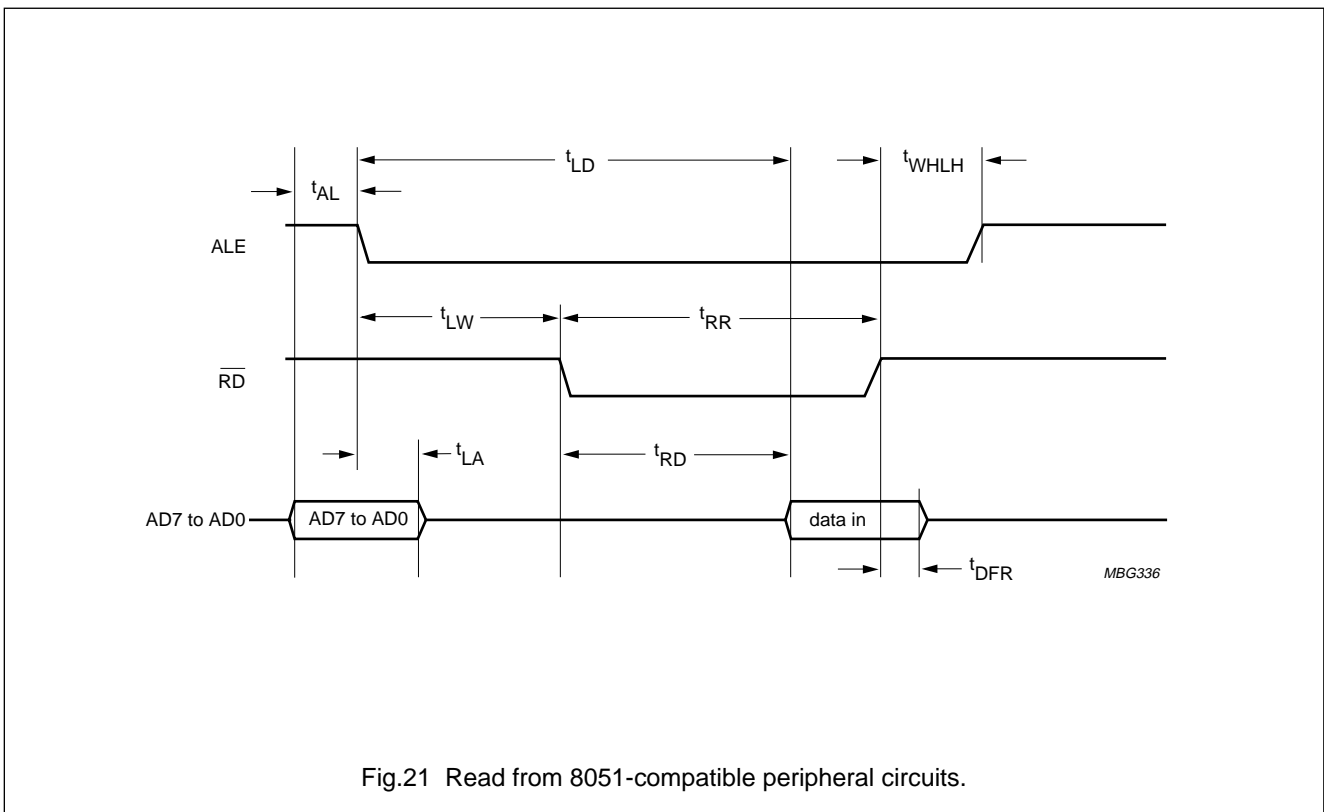 tLD
tWHLH
tAL
ALE
tLW
tRR
RD
tLA
tRD
AD7 to AD0
AD7 to AD0
data in
tDFR
MBG336
Fig.21 Read from 8051-compatible peripheral circuits.